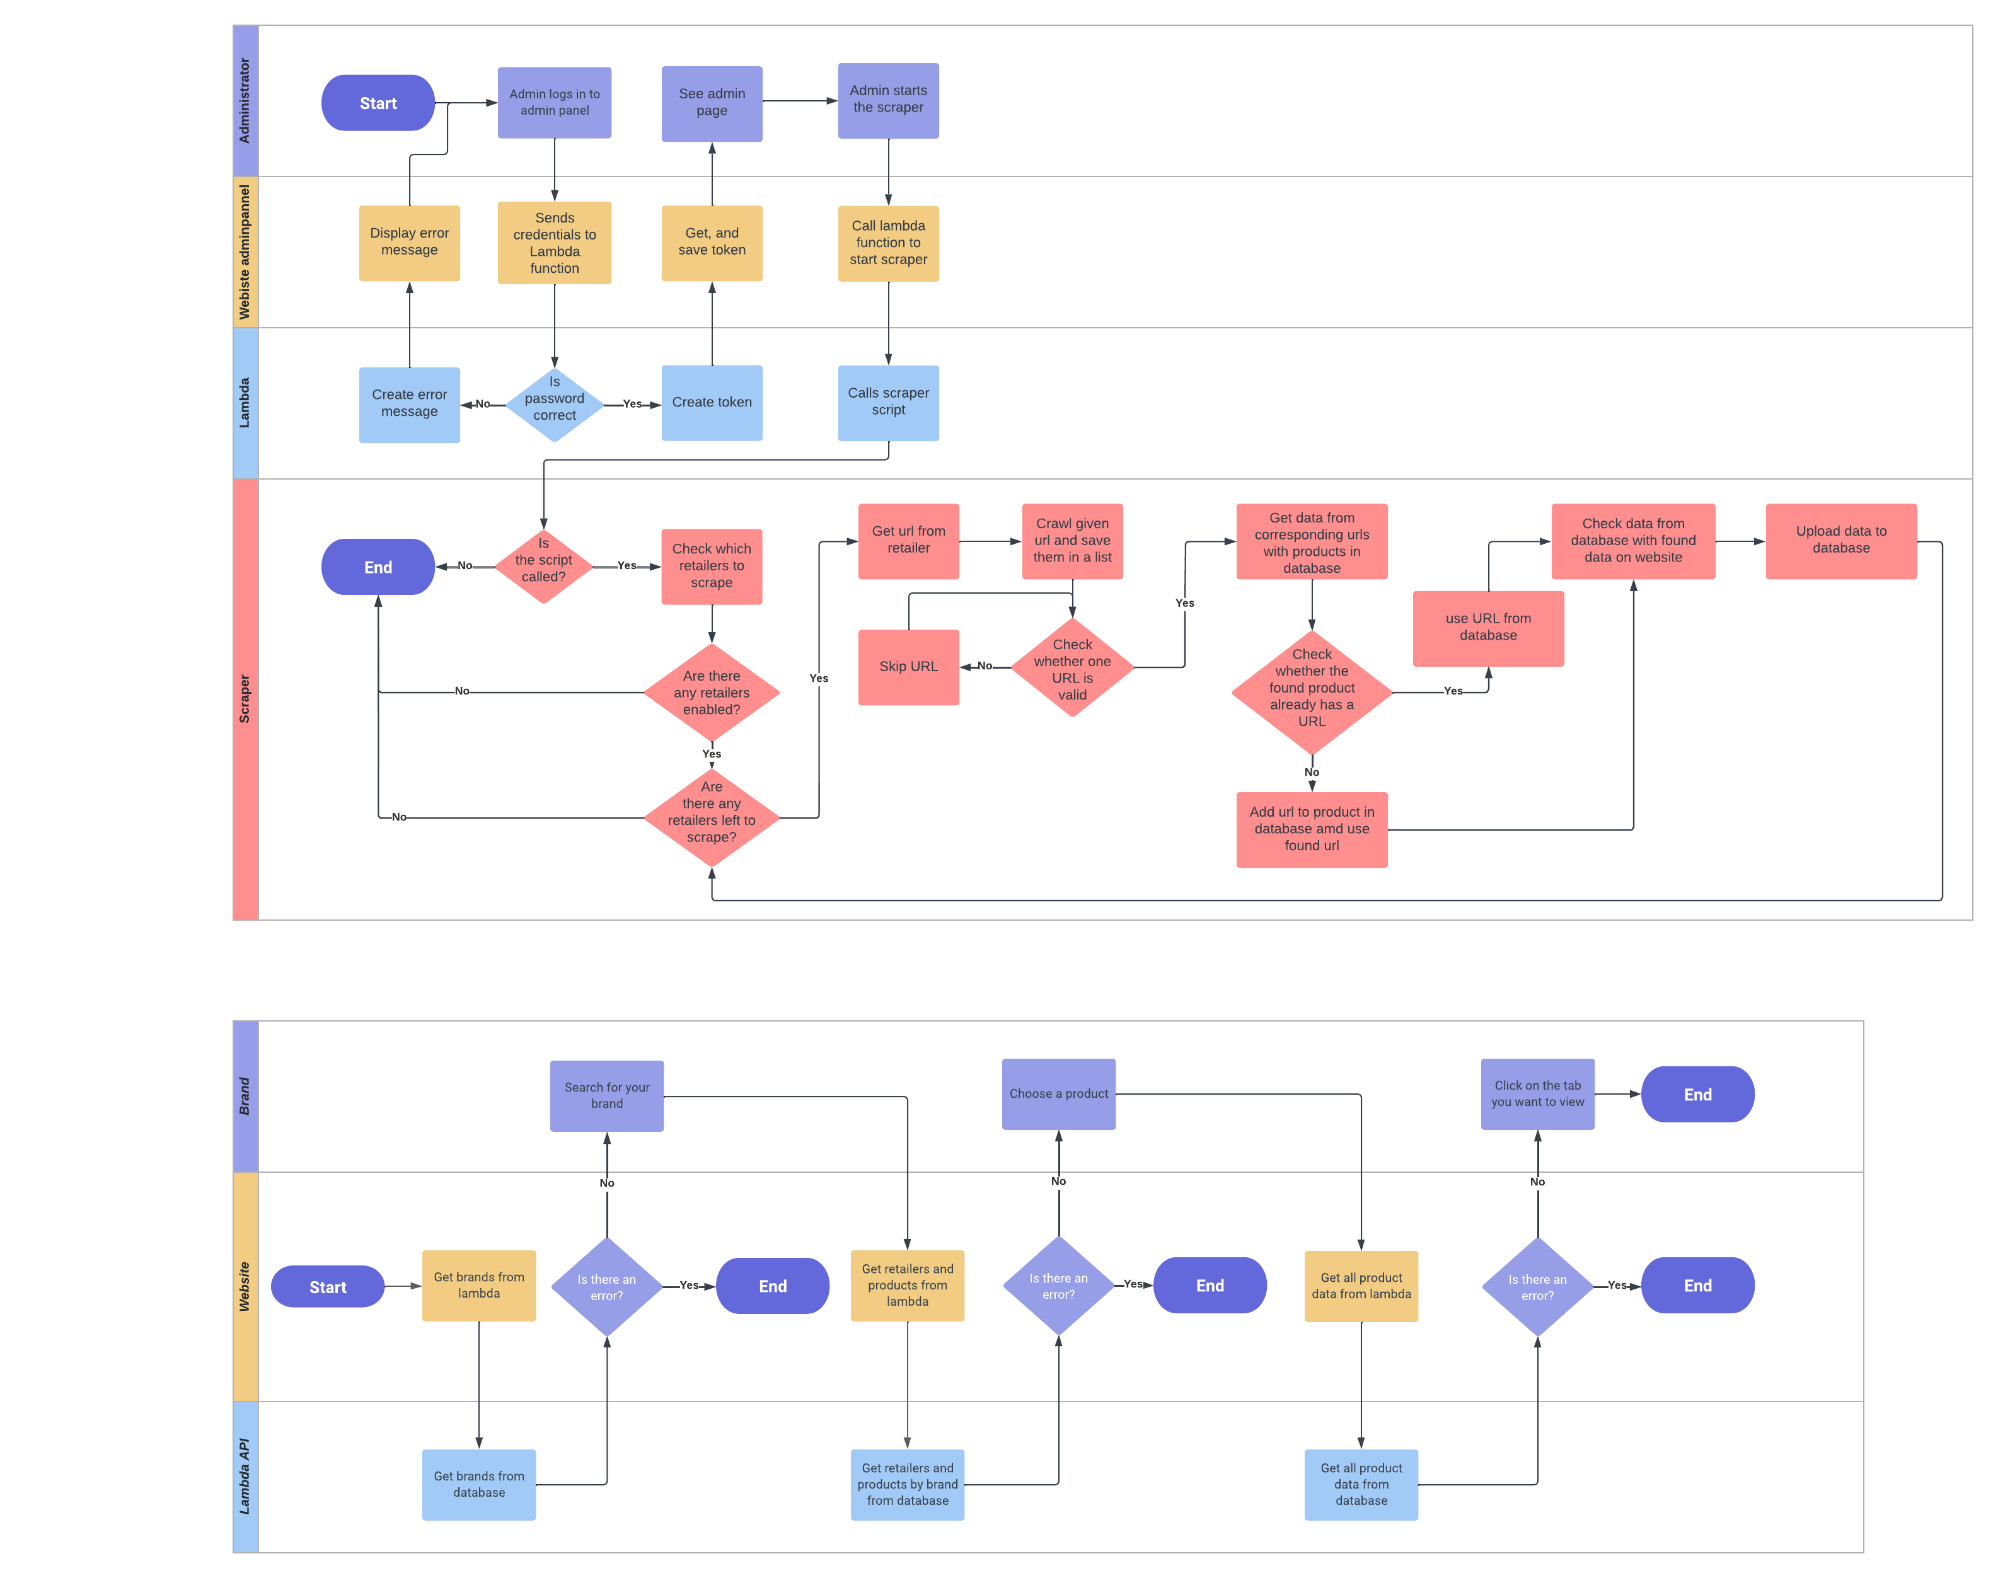 Administrator
Start
Admin logs in to
admin panel
See admin
page
Admin starts
the scraper
Webiste adminpannel
Display error
message
Sends
credentials to
Lambda
function
Get, and
save token
Call lambda
function to
start scraper
Lambda
Create error
message
No
Is
password
correct
Yes
Create token
Calls scraper
script
Scraper
End
No
Is
the script
called?
Yes
Check which
retailers to
scrape
No
Are there
any retailers
enabled?
Yes
No
Are
there any
retailers left to
scrape?
Yes
Get url from
retailer
Crawl given
url and save
them in a list
Skip URL
No
Check
whether one
URL is
valid
Yes
Get data from
corresponding urls
with products in
database
Check
whether the
found product
already has a
URL
Yes
use URL from
database
No
Add url to product in
database amd use
found url
Check data from
database with found
data on website
Upload data to
database
Brand
Search for your
brand
Choose a product
Click on the tab
you want to view
End
No
No
No
Website
Start
Get brands from
lambda
Is there an
error?
Yes
End
Get retailers and
products from
lambda
Is there an
error?
Yes
End
Get all product
data from lambda
Is there an
error?
Yes
End
Lambda API
Get brands from
database
Get retailers and
products by brand
from database
Get all product
data from
database